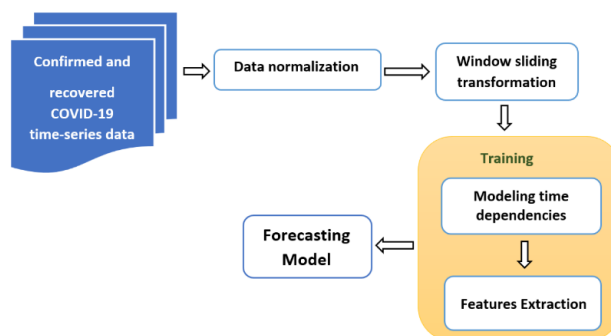 Confirmed and
recovered
COVID-19
time-series data
Data normalization
Window sliding
transformation
Training
Modeling time
dependencies
Features Extraction
Forecasting
Model